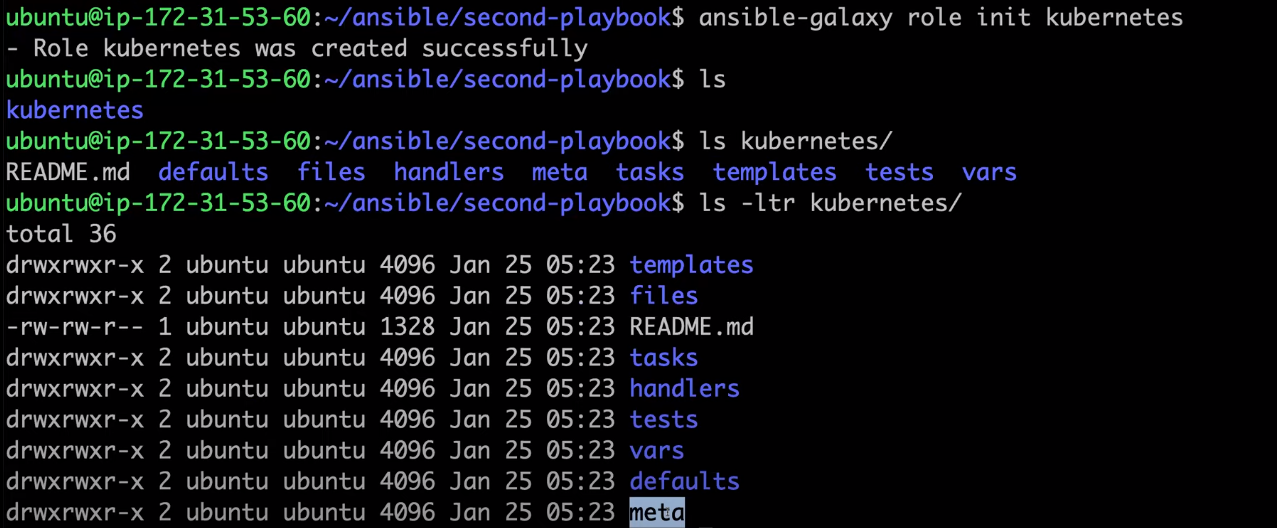 ubuntu@ip-172-31-53-60:~/ansible/second-playbook$ ansible-galaxy role init kubernetes
- Role kubernetes was created successfully
ubuntu@ip-172-31-53-60:~/ansible/second-playbook$ ls
kubernetes
ubuntu@ip-172-31-53-60:~/ansible/second-playbook$ ls kubernetes/
README.md  defaults  files  handlers  meta  tasks  templates  tests  vars
ubuntu@ip-172-31-53-60:~/ansible/second-playbook$ ls -ltr kubernetes/
total 36
drwxrwxr-x 2 ubuntu ubuntu 4096 Jan 25 05:23 templates
drwxrwxr-x 2 ubuntu ubuntu 4096 Jan 25 05:23 files
-rw-rw-r-- 1 ubuntu ubuntu 1328 Jan 25 05:23 README.md
drwxrwxr-x 2 ubuntu ubuntu 4096 Jan 25 05:23 tasks
drwxrwxr-x 2 ubuntu ubuntu 4096 Jan 25 05:23 handlers
drwxrwxr-x 2 ubuntu ubuntu 4096 Jan 25 05:23 tests
drwxrwxr-x 2 ubuntu ubuntu 4096 Jan 25 05:23 vars
drwxrwxr-x 2 ubuntu ubuntu 4096 Jan 25 05:23 defaults
drwxrwxr-x 2 ubuntu ubuntu 4096 Jan 25 05:23 meta